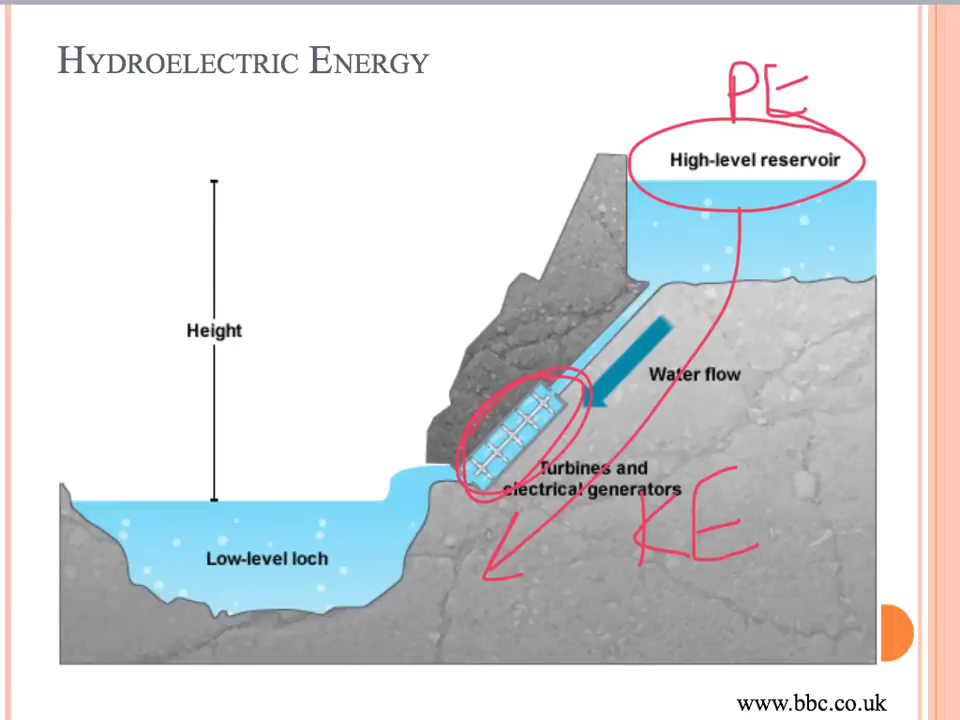 HYDROELECTRIC ENERGY
PE
High-level reservoir
Height
Water flow
Turbines and
electrical generators
KE
Low-level loch
www.bbc.co.uk